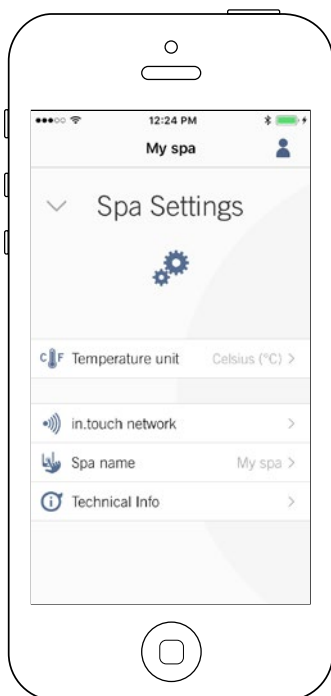 12:24 PM
My spa
Spa Settings
C F Temperature unit Celsius (°C) >
in.touch network >
Spa name My spa >
Technical Info >